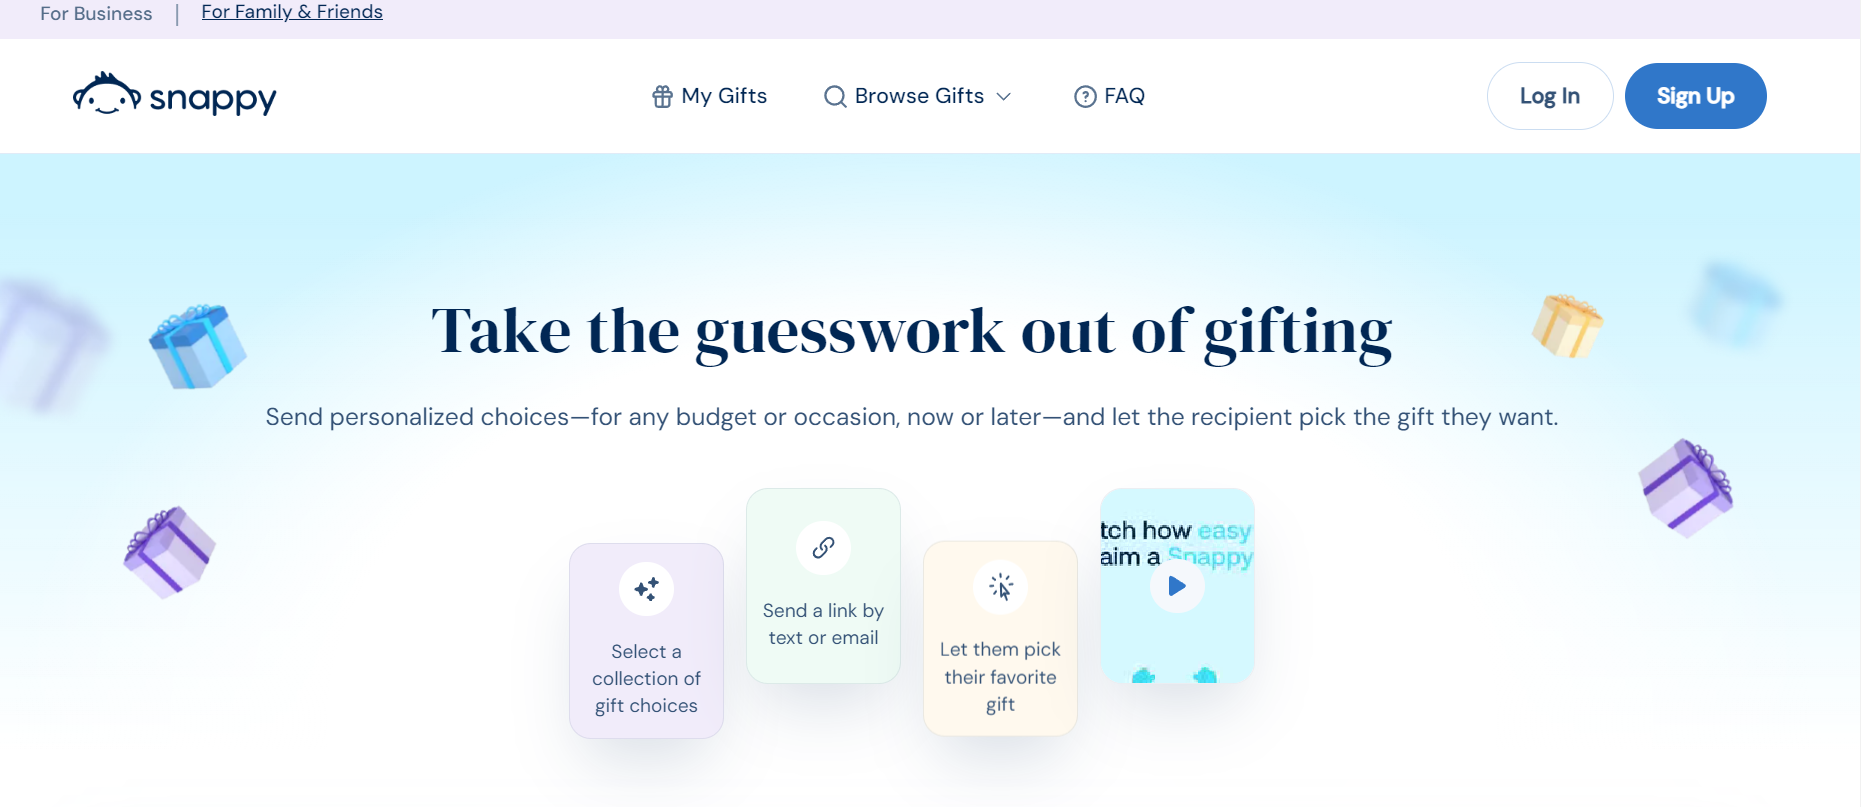 For Business | For Family & Friends
snappy
My Gifts
Browse Gifts
FAQ
Log In
Sign Up
Take the guesswork out of gifting
Send personalized choices—for any budget or occasion, now or later—and let the recipient pick the gift they want.
Select a
collection of
gift choices
Send a link by
text or email
Let them pick
their favorite
gift
tch how easy
aim a Snappy